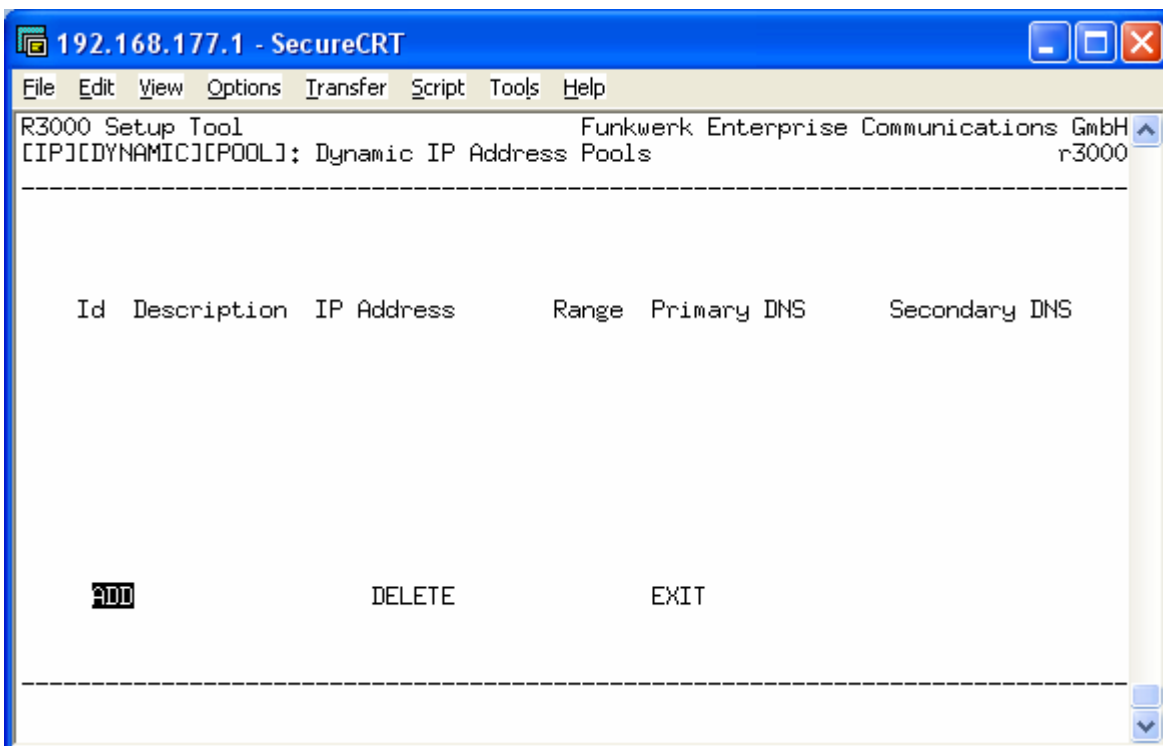 192.168.177.1 - SecureCRT
File Edit View Options Transfer Script Tools Help
R3000 Setup Tool Funkwerk Enterprise Communications GmbH
[IP][DYNAMIC][POOL]: Dynamic IP Address Pools r3000
Id Description IP Address Range Primary DNS Secondary DNS
ADD DELETE EXIT